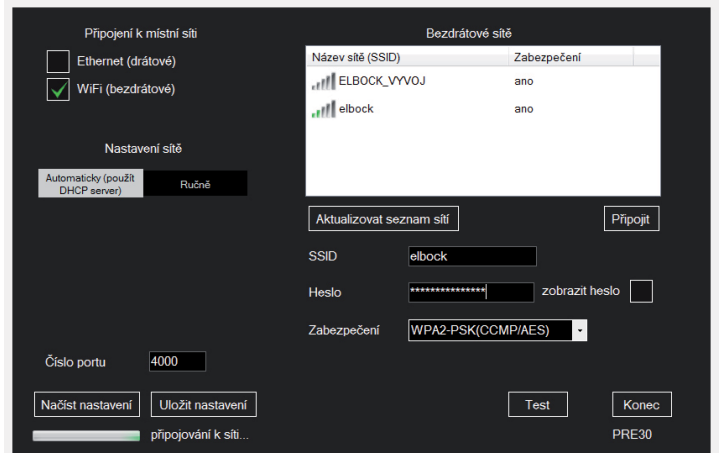 Připojení k místní síti
Ethernet (drátové)
WiFi (bezdrátové)
Nastavení sítě
Automaticky (použít
DHCP server)
Ručně
Bezdrátové sítě
Název sítě (SSID) Zabezpečení
ELBOCK_VYVOJ ano
elbock ano
Aktualizovat seznam sítí Připojit
SSID elbock
Heslo *************** zobrazit heslo
Zabezpečení WPA2-PSK(CCMP/AES)
Číslo portu 4000
Načíst nastavení Uložit nastavení Test Konec
připojování k síti... PRE30